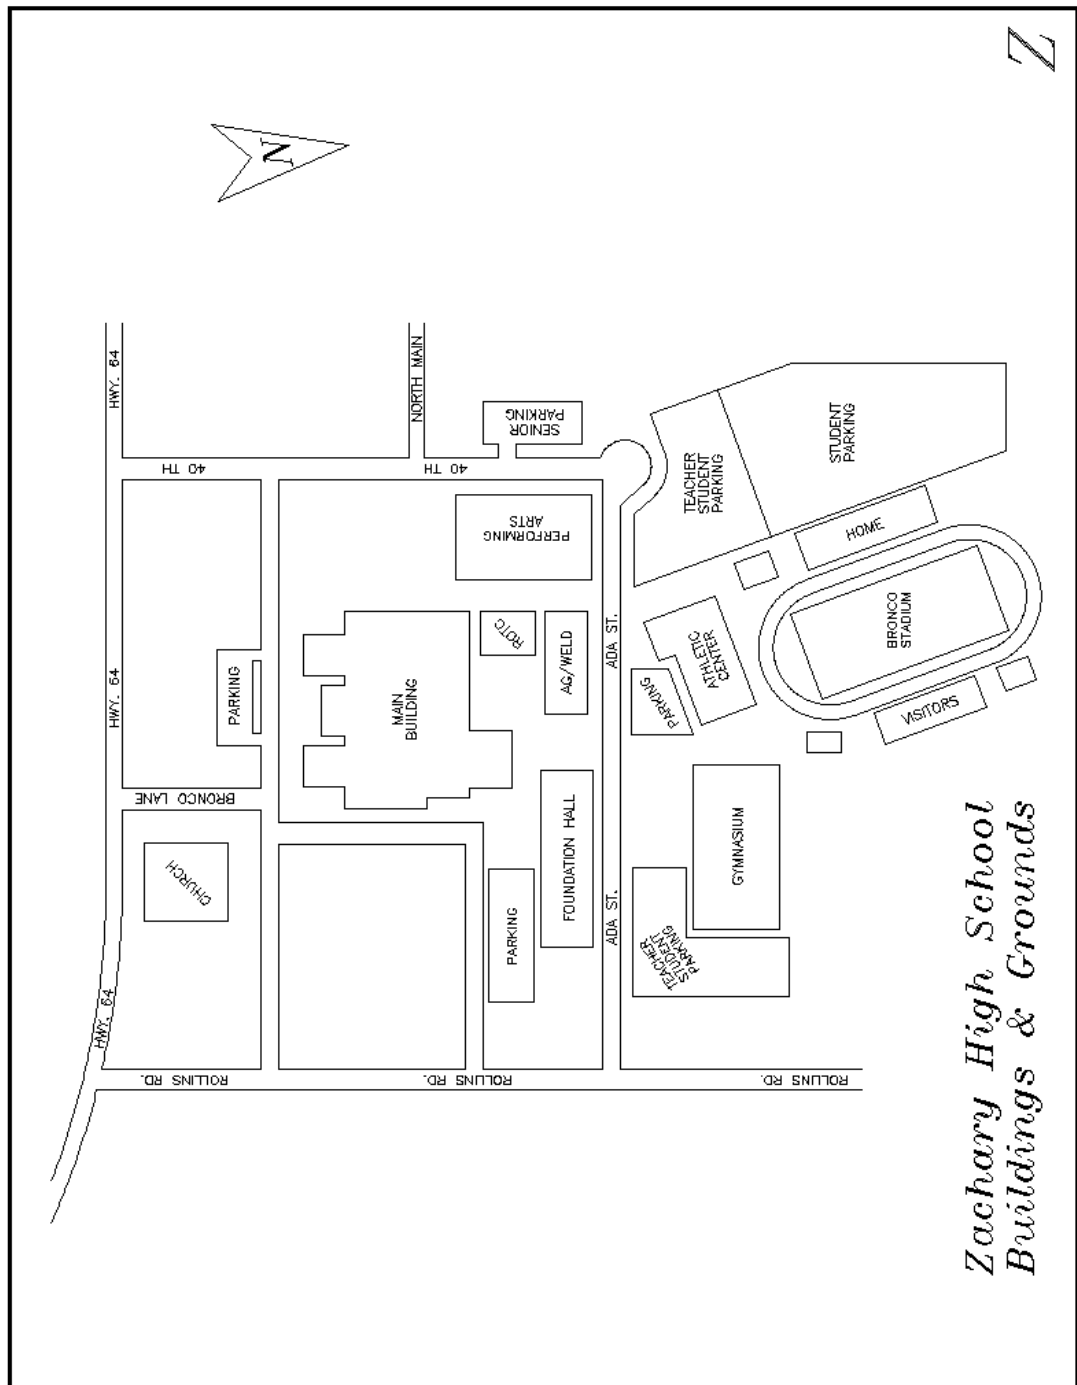 Z
N
HWY. 64
NORTH MAIN
SENIOR
PARKING
40 TH
40 TH
STUDENT
PARKING
TEACHER
STUDENT
PARKING
PERFORMING
ARTS
HOME
ROTC
AG/WELD
ADA ST.
ATHLETIC
CENTER
BRONCO
STADIUM
HWY. 64
PARKING
MAIN
BUILDING
PARKING
VISITORS
BRONCO LANE
CHURCH
FOUNDATION HALL
GYMNASIUM
PARKING
ADA ST.
TEACHER
STUDENT
PARKING
HWY. 64
ROLLINS RD.
ROLLINS RD.
ROLLINS RD.
Zachary High School
Buildings & Grounds